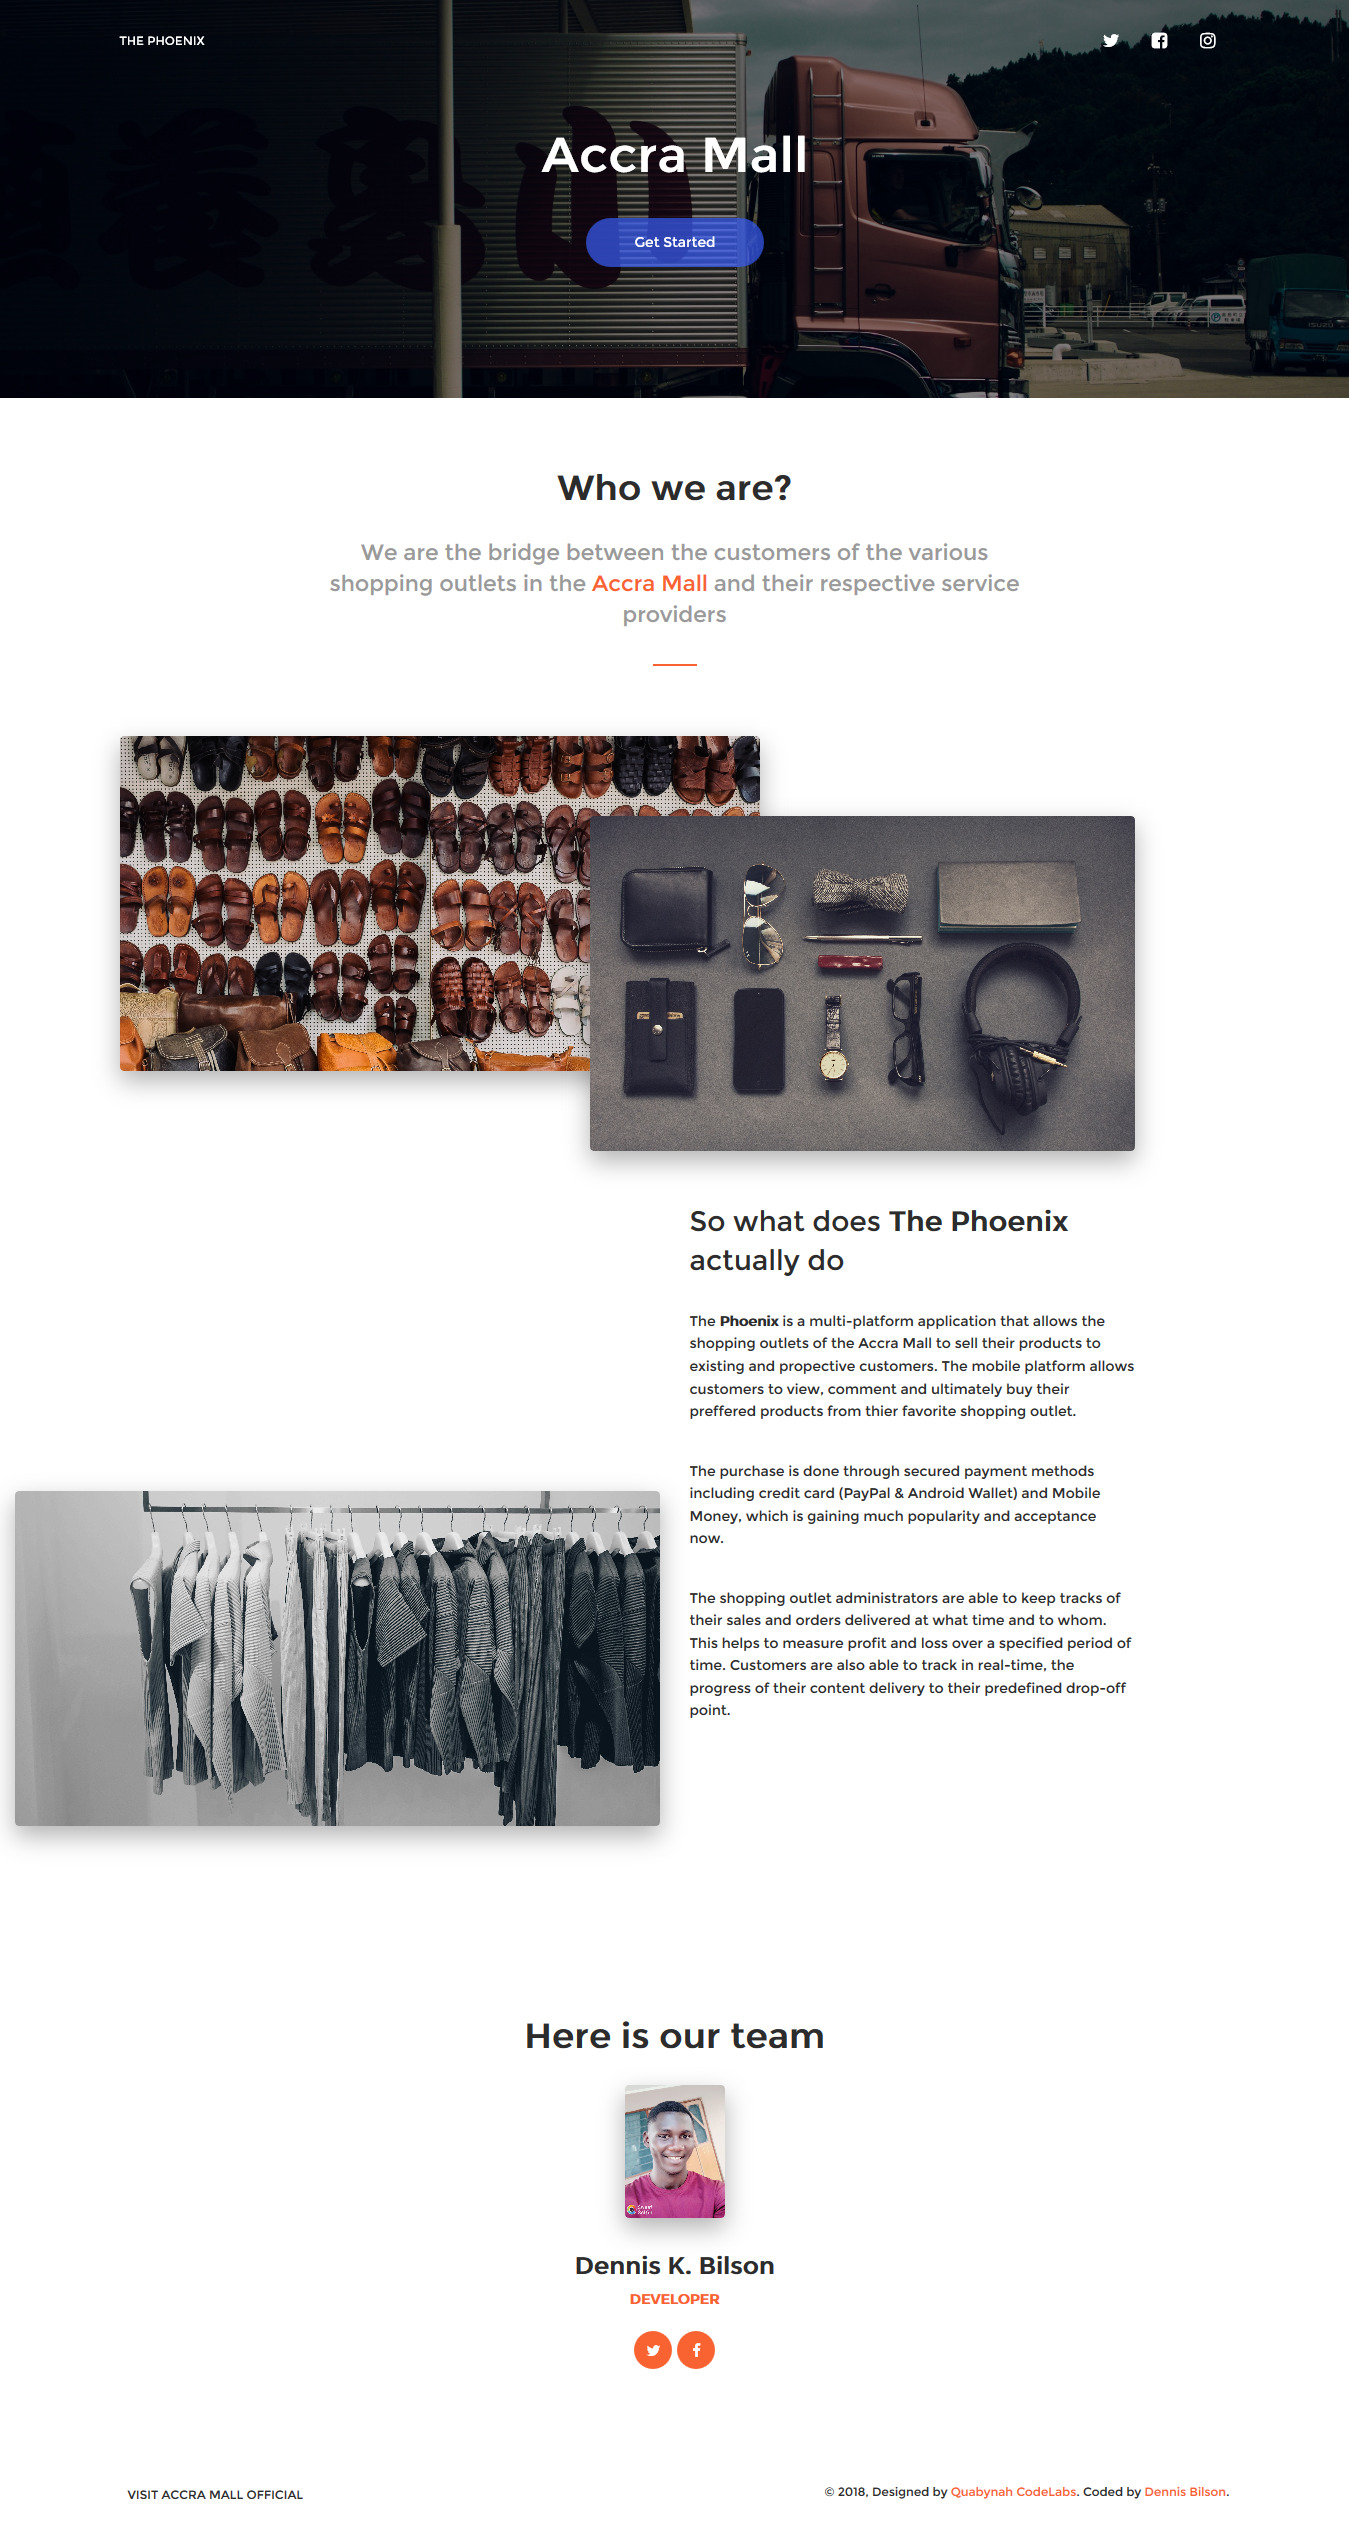 THE PHOENIX
Accra Mall
Get Started
Who we are?
We are the bridge between the customers of the various
shopping outlets in the Accra Mall and their respective service
providers
So what does The Phoenix
actually do
The Phoenix is a multi-platform application that allows the
shopping outlets of the Accra Mall to sell their products to
existing and propective customers. The mobile platform allows
customers to view, comment and ultimately buy their
preffered products from thier favorite shopping outlet.
The purchase is done through secured payment methods
including credit card (PayPal & Android Wallet) and Mobile
Money, which is gaining much popularity and acceptance
now.
The shopping outlet administrators are able to keep tracks of
their sales and orders delivered at what time and to whom.
This helps to measure profit and loss over a specified period of
time. Customers are also able to track in real-time, the
progress of their content delivery to their predefined drop-off
point.
Here is our team
Dennis K. Bilson
DEVELOPER
VISIT ACCRA MALL OFFICIAL
© 2018, Designed by Quabynah CodeLabs. Coded by Dennis Bilson.